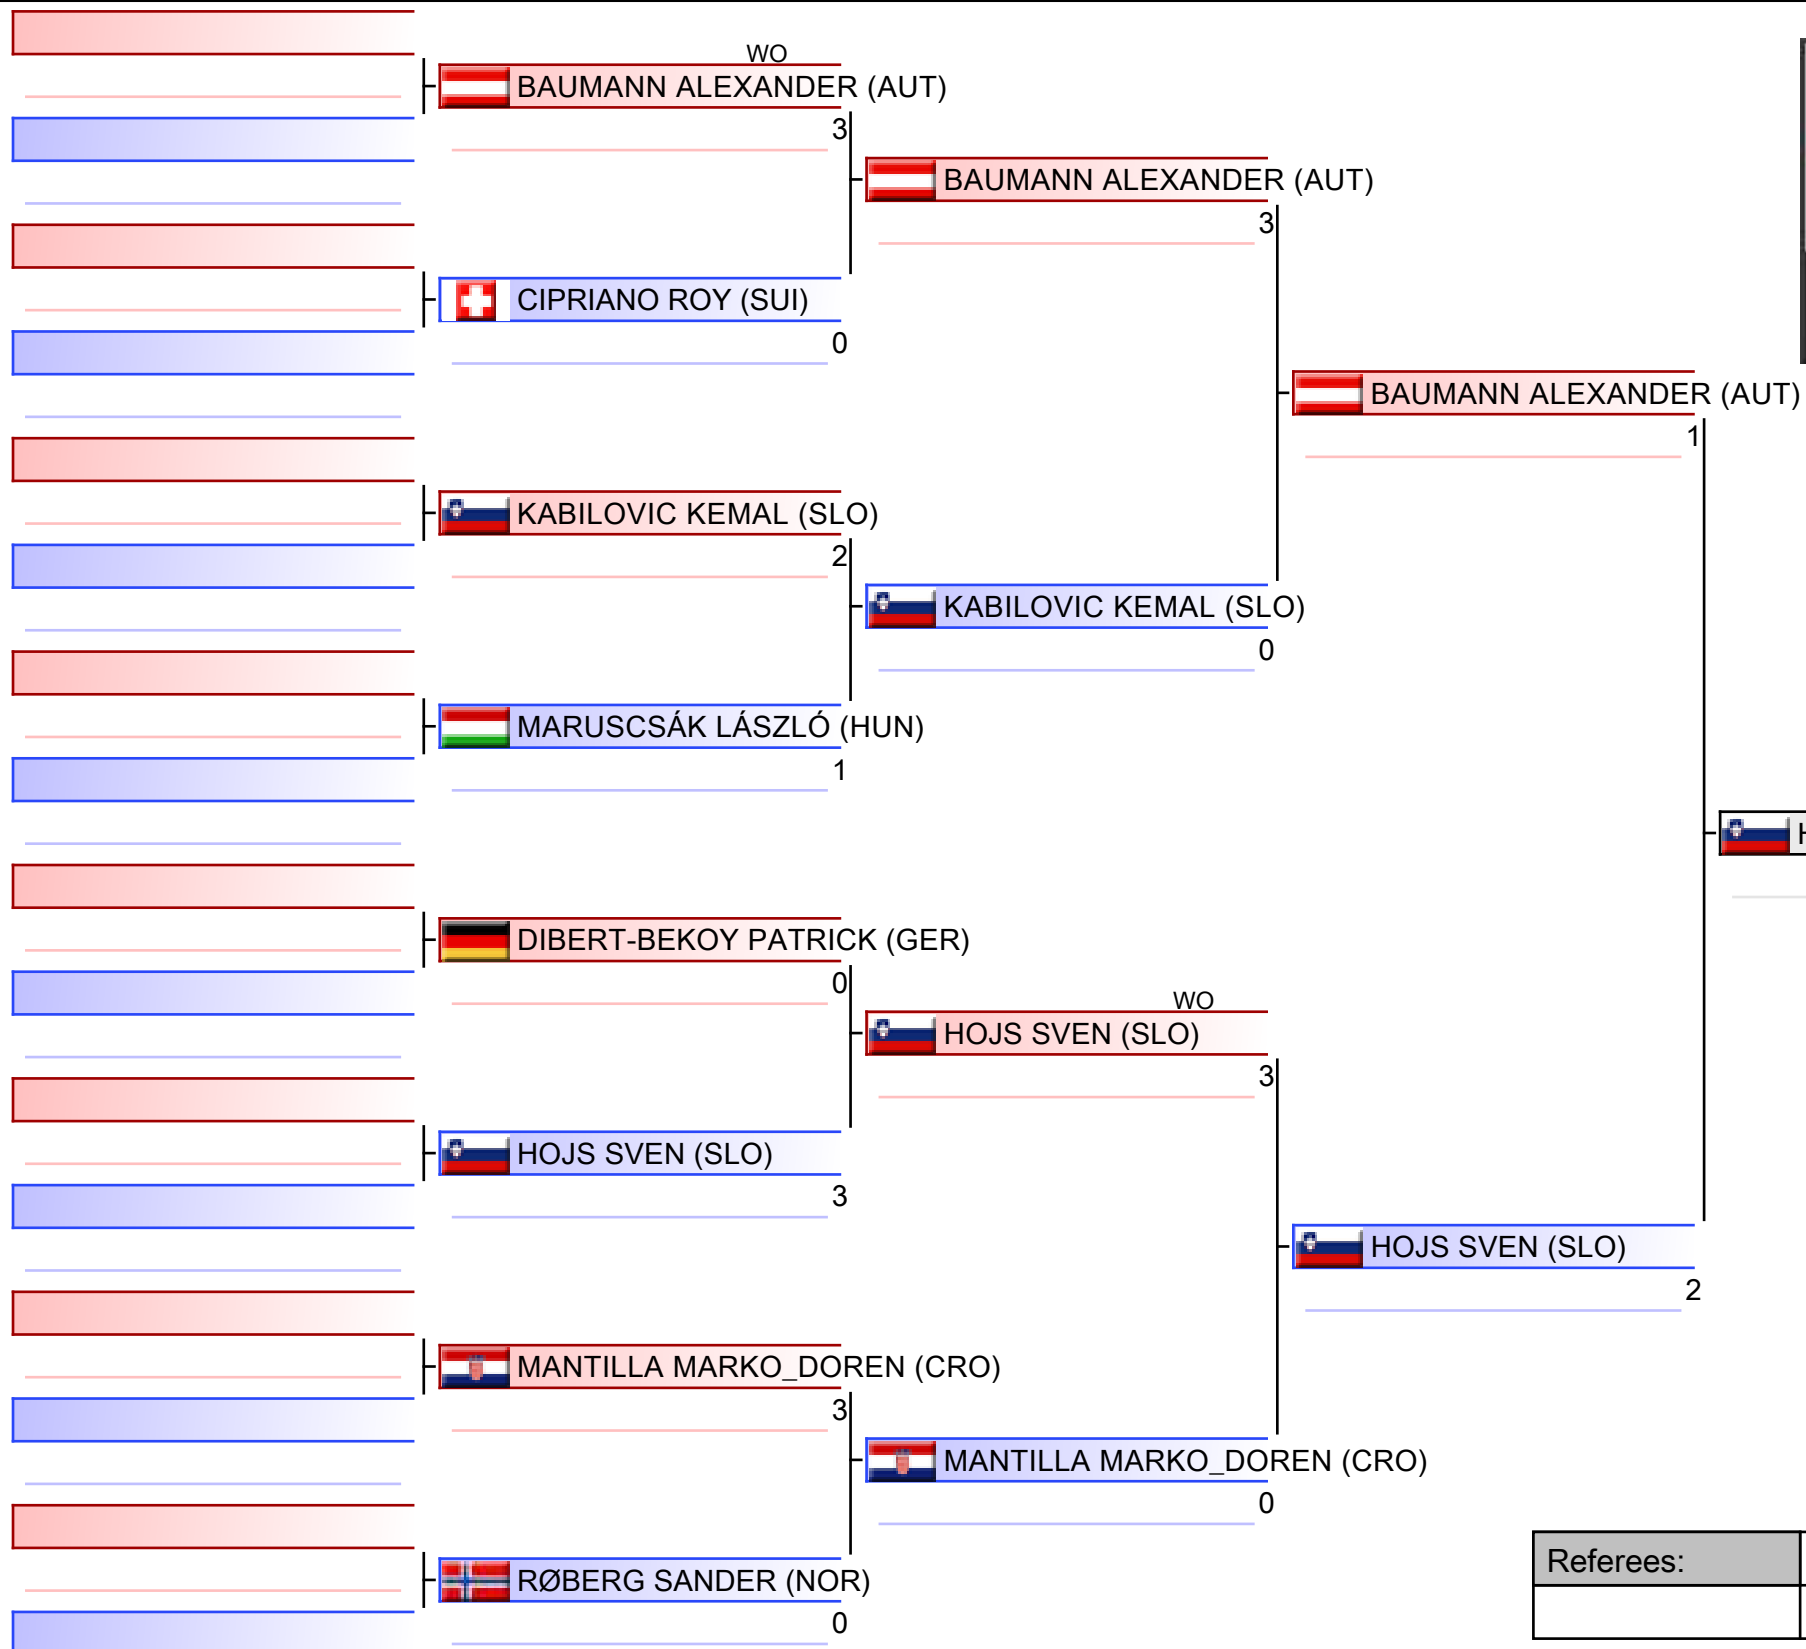 WO
BAUMANN ALEXANDER (AUT)
3
BAUMANN ALEXANDER (AUT)
3
CIPRIANO ROY (SUI)
0
BAUMANN ALEXANDER (AUT)
1
KABILOVIC KEMAL (SLO)
2
KABILOVIC KEMAL (SLO)
0
MARUSCSÁK LÁSZLÓ (HUN)
1
H
DIBERT-BEKOY PATRICK (GER)
0
WO
HOJS SVEN (SLO)
3
HOJS SVEN (SLO)
3
HOJS SVEN (SLO)
2
MANTILLA MARKO_DOREN (CRO)
3
MANTILLA MARKO_DOREN (CRO)
0
Referees:
RØBERG SANDER (NOR)
0